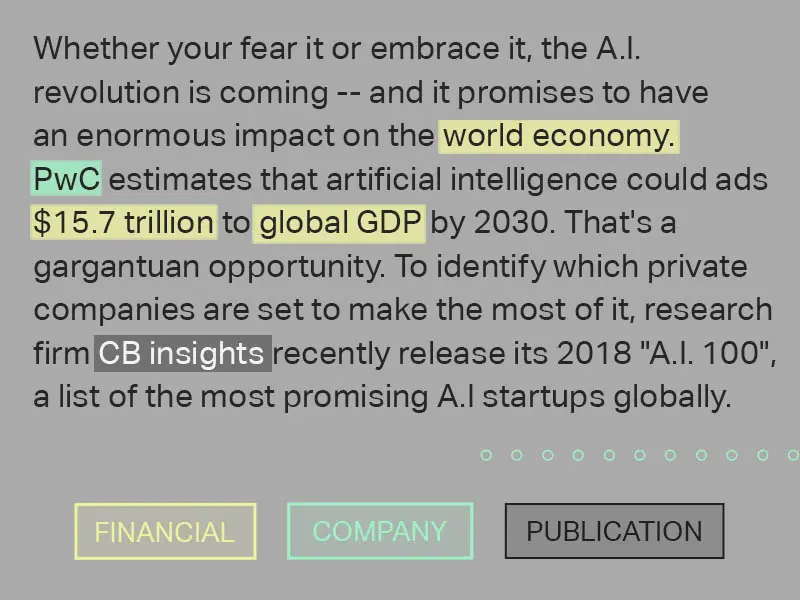 Whether your fear it or embrace it, the A.I.
revolution is coming -- and it promises to have
an enormous impact on the world economy.
PwC estimates that artificial intelligence could ads
$15.7 trillion to global GDP by 2030. That's a
gargantuan opportunity. To identify which private
companies are set to make the most of it, research
firm CB insights recently release its 2018 "A.I. 100",
a list of the most promising A.I startups globally.
FINANCIAL COMPANY PUBLICATION